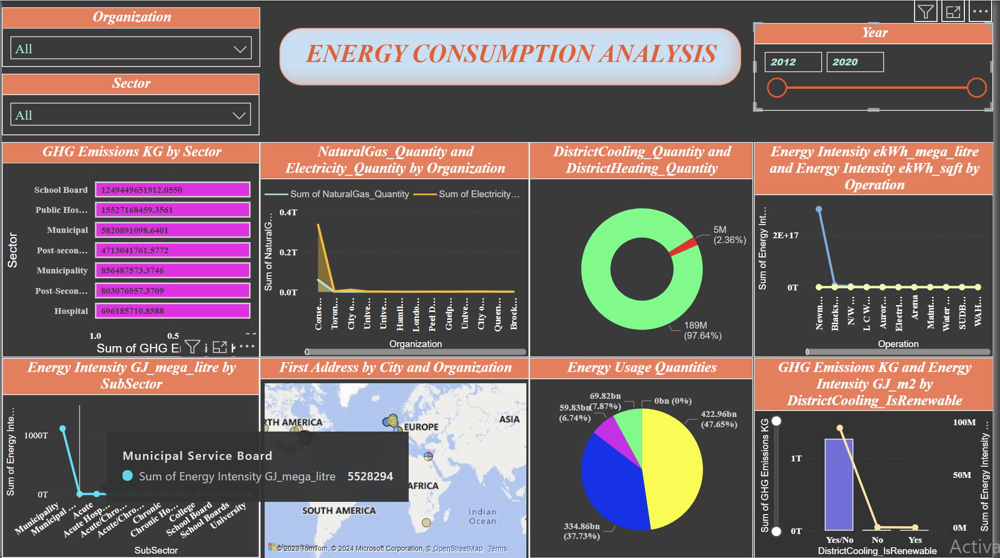 Organization
All
Sector
All
ENERGY CONSUMPTION ANALYSIS
Year
2012 2020
GHG Emissions KG by Sector
Sector
School Board 1249449651912.0550
Public Hos… 15527168459.3561
Municipal 5820891098.6401
Post-secon… 4713041761.5772
Municipality 856487573.3746
Post-Secon… 803076957.3709
Hospital 696185710.8588
1.0 0.5 0.0
Sum of GHG
NaturalGas_Quantity and
Electricity_Quantity by Organization
Sum of NaturalGas_Quantity Sum of Electricity…
Sum of NaturalG…
0.4T
0.2T
0.0T
Conse…
Toron…
City o…
Unive…
Unive…
Hamil…
Londo…
Peel D…
Guelp…
Unive…
City o…
Queen…
Brock…
Organization
0
DistrictCooling_Quantity and
DistrictHeating_Quantity
5M
(2.36%)
189M
(97.64%)
Energy Intensity ekWh_mega_litre
and Energy Intensity ekWh_sqft by
Operation
Sum of Energy Int…
2E+17
0T
Newm…
Blacks…
N/W …
L C W…
Auror…
Electri…
Arena
Maint…
Water …
SUDB…
WAH…
Operation
0
Energy Intensity GJ_mega_litre by
SubSector
Sum of Energy Inte…
1000T
0T
Municipality
Municipal …
Acute
Acute Hosp…
Acute/Chro…
Acute/Chro…
Chronic
Chronic Ho…
College
School Board
School Boards
University
SubSector
Municipal Service Board
Sum of Energy Intensity GJ_mega_litre 5528294
First Address by City and Organization
RTH AMERICA
EUROPE
ASIA
Atlantic
Ocean
AFRICA
SOUTH AMERICA
Indian
Ocean
Microsoft Bing
© 2023 TomTom, © 2024 Microsoft Corporation, © OpenStreetMap Terms
Energy Usage Quantities
69.82bn
(7.87%)
0bn (0%)
59.83bn
(6.74%)
422.96bn
(47.65%)
334.86bn
(37.73%)
GHG Emissions KG and Energy
Intensity GJ_m2 by
DistrictCooling_IsRenewable
Sum of GHG Emissions KG
1T
0T
100M
50M
0M
Sum of Energy Intensity …
Yes/No No Yes
DistrictCooling_IsRenewable
Activa